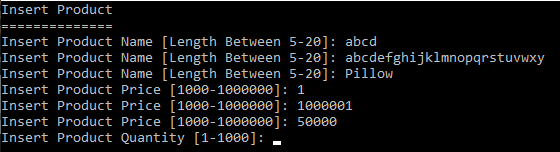 Insert Product
==============
Insert Product Name [Length Between 5-20]: abcd
Insert Product Name [Length Between 5-20]: abcdefghijklmnopqrstuvwxy
Insert Product Name [Length Between 5-20]: Pillow
Insert Product Price [1000-1000000]: 1
Insert Product Price [1000-1000000]: 1000001
Insert Product Price [1000-1000000]: 50000
Insert Product Quantity [1-1000]: